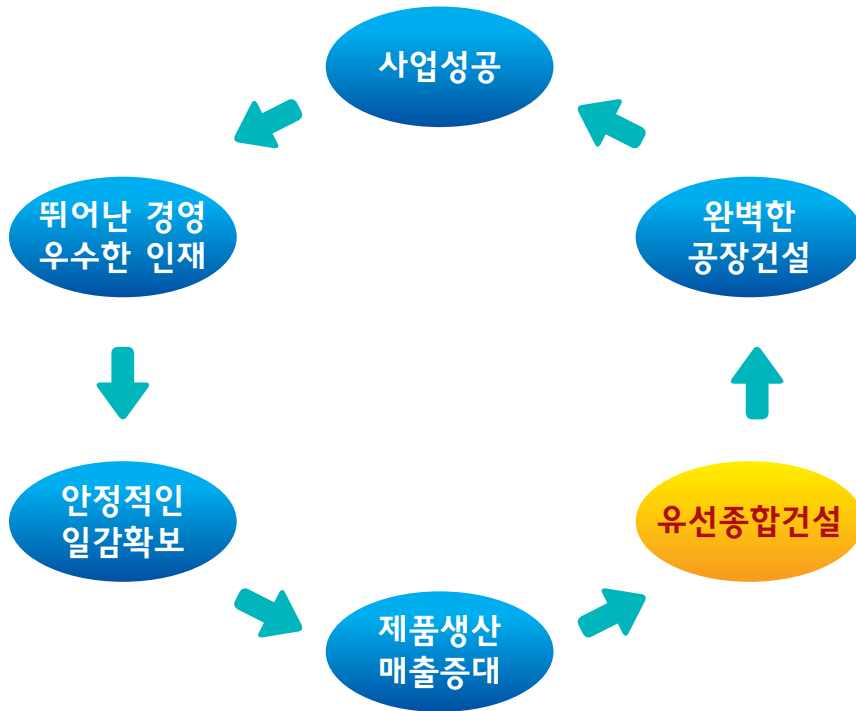 사업성공
뛰어난 경영
우수한 인재
완벽한
공장건설
안정적인
일감확보
유선종합건설
제품생산
매출증대